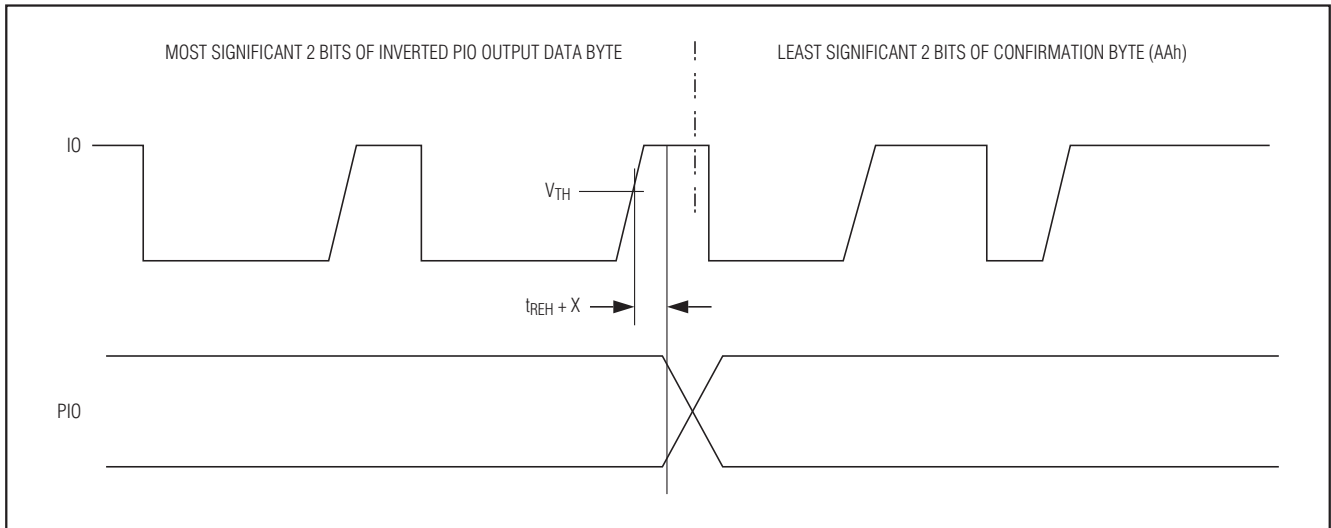 MOST SIGNIFICANT 2 BITS OF INVERTED PIO OUTPUT DATA BYTE
LEAST SIGNIFICANT 2 BITS OF CONFIRMATION BYTE (AAh)
IO
VTH
tREH + X
PIO